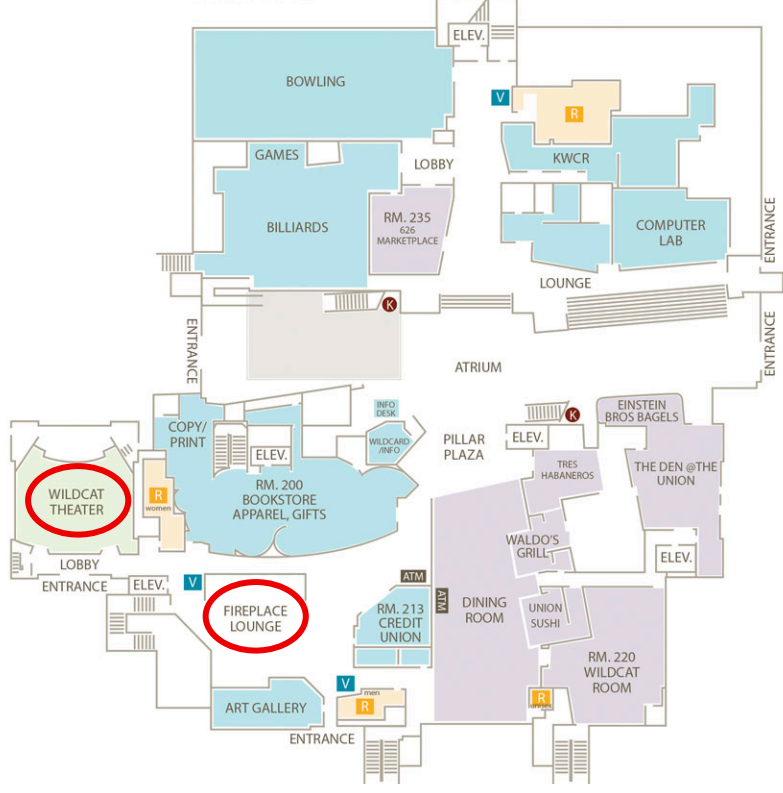 ELEV.
BOWLING
V
R
GAMES
LOBBY
KWCR
BILLIARDS
RM. 235
626
MARKETPLACE
COMPUTER
LAB
ENTRANCE
LOUNGE
K
ENTRANCE
ENTRANCE
ATRIUM
INFO
DESK
EINSTEIN
BROS BAGELS
K
COPY/
PRINT
WILDCARD
/INFO
PILLAR
PLAZA
ELEV.
ELEV.
TRES
HABANEROS
THE DEN @THE
UNION
WILDCAT
THEATER
R
women
RM. 200
BOOKSTORE
APPAREL, GIFTS
WALDO'S
GRILL
ELEV.
LOBBY
ENTRANCE
ELEV.
V
ATM
ATM
FIREPLACE
LOUNGE
RM. 213
CREDIT
UNION
DINING
ROOM
UNION
SUSHI
RM. 220
WILDCAT
ROOM
V
men
R
R
unisex
ART GALLERY
ENTRANCE